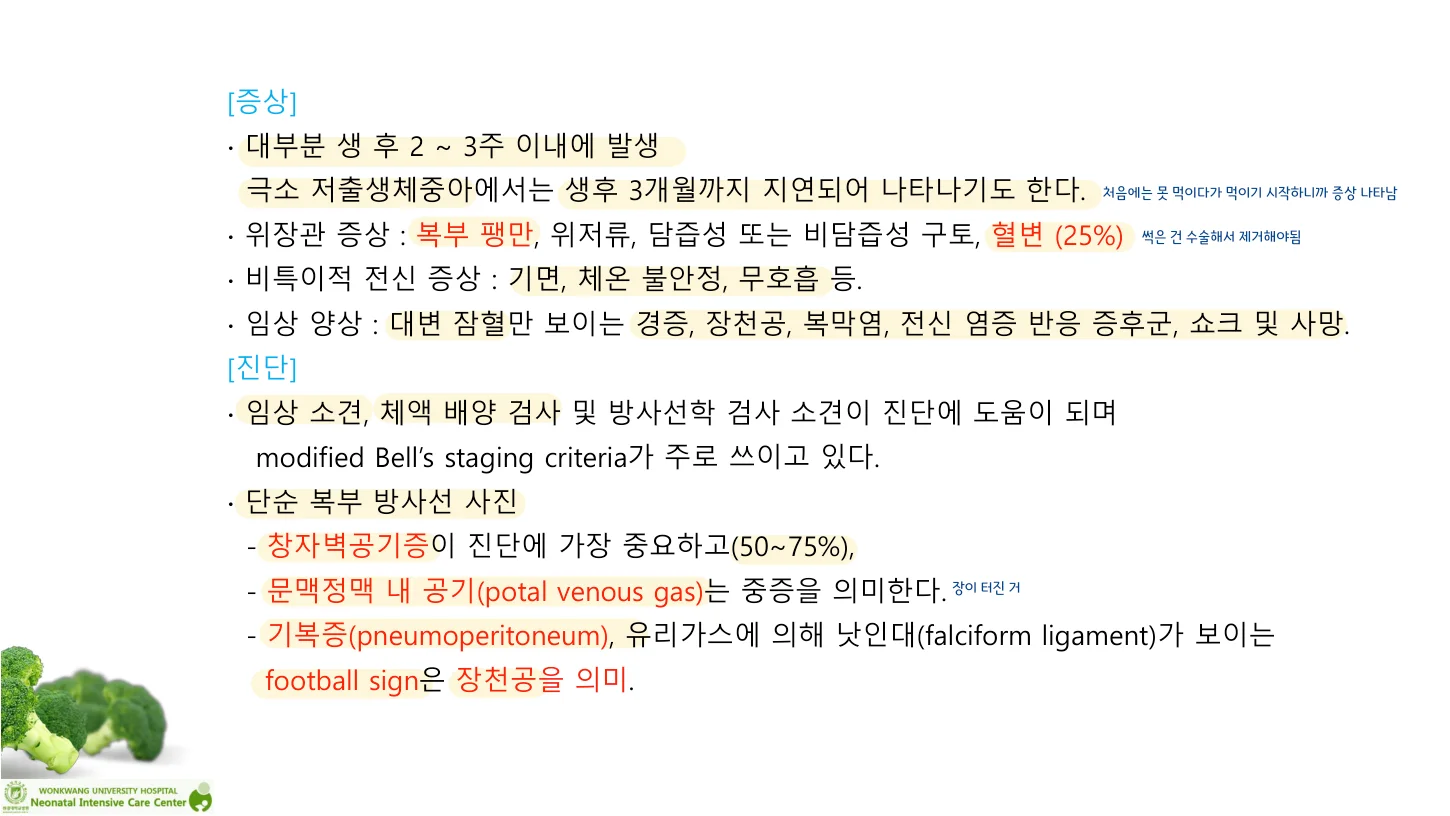 [증상]
· 대부분 생 후 2 ~ 3주 이내에 발생
극소 저출생체중아에서는 생후 3개월까지 지연되어 나타나기도 한다. 처음에는 못 먹이다가 먹이기 시작하니까 증상 나타남
· 위장관 증상 : 복부 팽만, 위저류, 담즙성 또는 비담즙성 구토, 혈변 (25%) 썩은 건 수술해서 제거해야됨
· 비특이적 전신 증상 : 기면, 체온 불안정, 무호흡 등.
· 임상 양상 : 대변 잠혈만 보이는 경증, 장천공, 복막염, 전신 염증 반응 증후군, 쇼크 및 사망.
[진단]
· 임상 소견, 체액 배양 검사 및 방사선학 검사 소견이 진단에 도움이 되며
modified Bell's staging criteria가 주로 쓰이고 있다.
· 단순 복부 방사선 사진
- 창자벽공기증이 진단에 가장 중요하고(50~75%),
- 문맥정맥 내 공기(potal venous gas)는 중증을 의미한다. 장이 터진 거
- 기복증(pneumoperitoneum), 유리가스에 의해 낫인대(falciform ligament)가 보이는
football sign은 장천공을 의미.
WONKWANG UNIVERSITY HOSPITAL
Neonatal Intensive Care Center